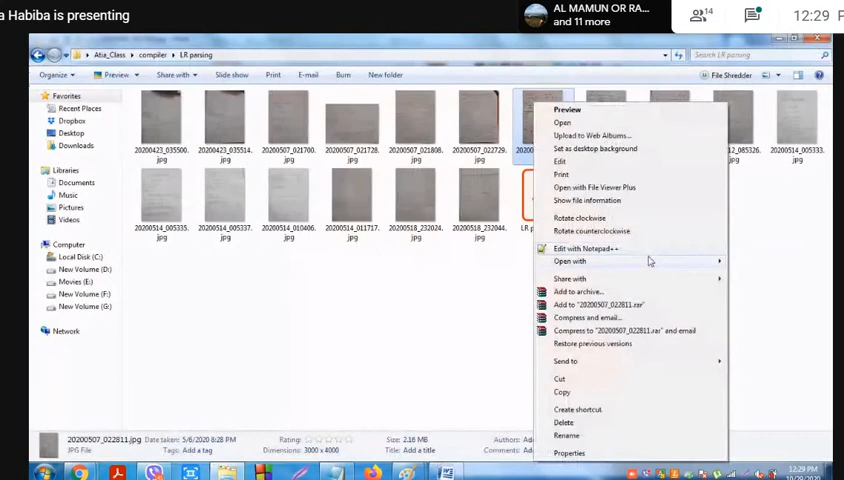 a Habiba is presenting
AL MAMUN OR RA...
and 11 more
14
12:29
Atia_Class
compiler
LR parsing
Search LR parsing
Organize
Preview
Share with
Slide show
Print
E-mail
Burn
New folder
File Shredder
Favorites
Recent Places
Dropbox
Desktop
Downloads
Libraries
Documents
Music
Pictures
Videos
Computer
Local Disk (C:)
New Volume (D:)
Movies (E:)
New Volume (F:)
New Volume (G:)
Network
20200423_035500.jpg
20200423_035514.jpg
20200507_021700.jpg
20200507_021728.jpg
20200507_021808.jpg
20200507_022729.jpg
12_085326.jpg
20200514_005333.jpg
20200514_005335.jpg
20200514_005337.jpg
20200514_010406.jpg
20200514_011717.jpg
20200518_232024.jpg
20200518_232044.jpg
LR p
Preview
Open
Upload to Web Albums...
Set as desktop background
Edit
Print
Open with File Viewer Plus
Show file information
Rotate clockwise
Rotate counterclockwise
Edit with Notepad++
Open with
Share with
Add to archive...
Add to "20200507_022811.rar"
Compress and email...
Compress to "20200507_022811.rar" and email
Restore previous versions
Send to
Cut
Copy
Create shortcut
Delete
Rename
Properties
20200507_022811.jpg Date taken: 5/6/2020 8:28 PM Rating: Size: 2.16 MB
JPG File Tags: Add a tag Dimensions: 3000 x 4000 Title: Add a title
12:29 PM
10/29/2020